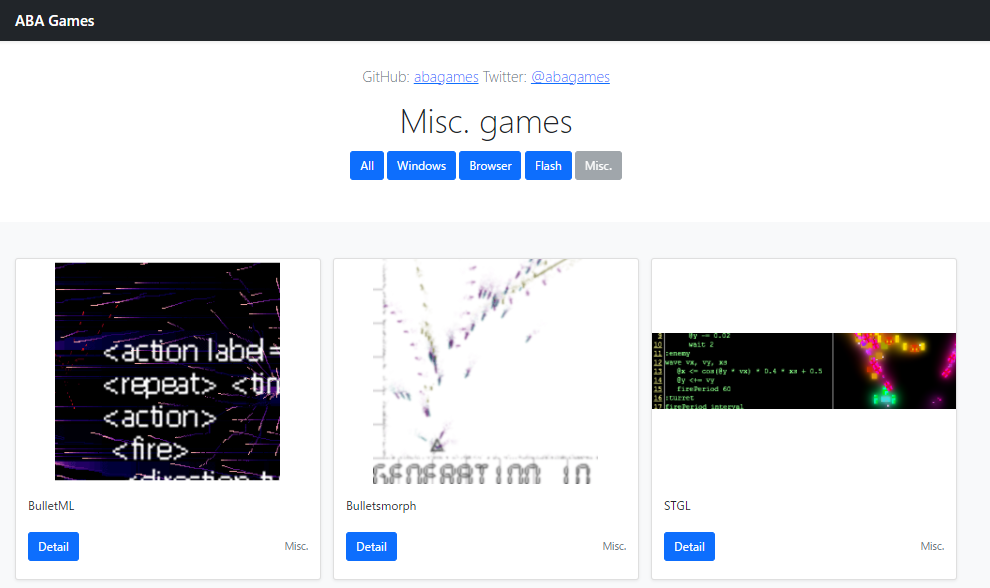 ABA Games
GitHub: abagames Twitter: @abagames
Misc. games
All Windows Browser Flash Misc.
<action label=
<repeat> <tin
<action>
<fire>
<direction t
GENERATION IN
9 @y -= 0.02
10 wait 2
11 :enemy
12 wave vx, vy, xs
13 @x <= cos(@y * vx) * 0.4 * xs + 0.5
14 @y <+= vy
15 firePeriod 60
16 :turret
17 firePeriod interval
BulletML
Bulletsmorph
STGL
Detail Misc.
Detail Misc.
Detail Misc.